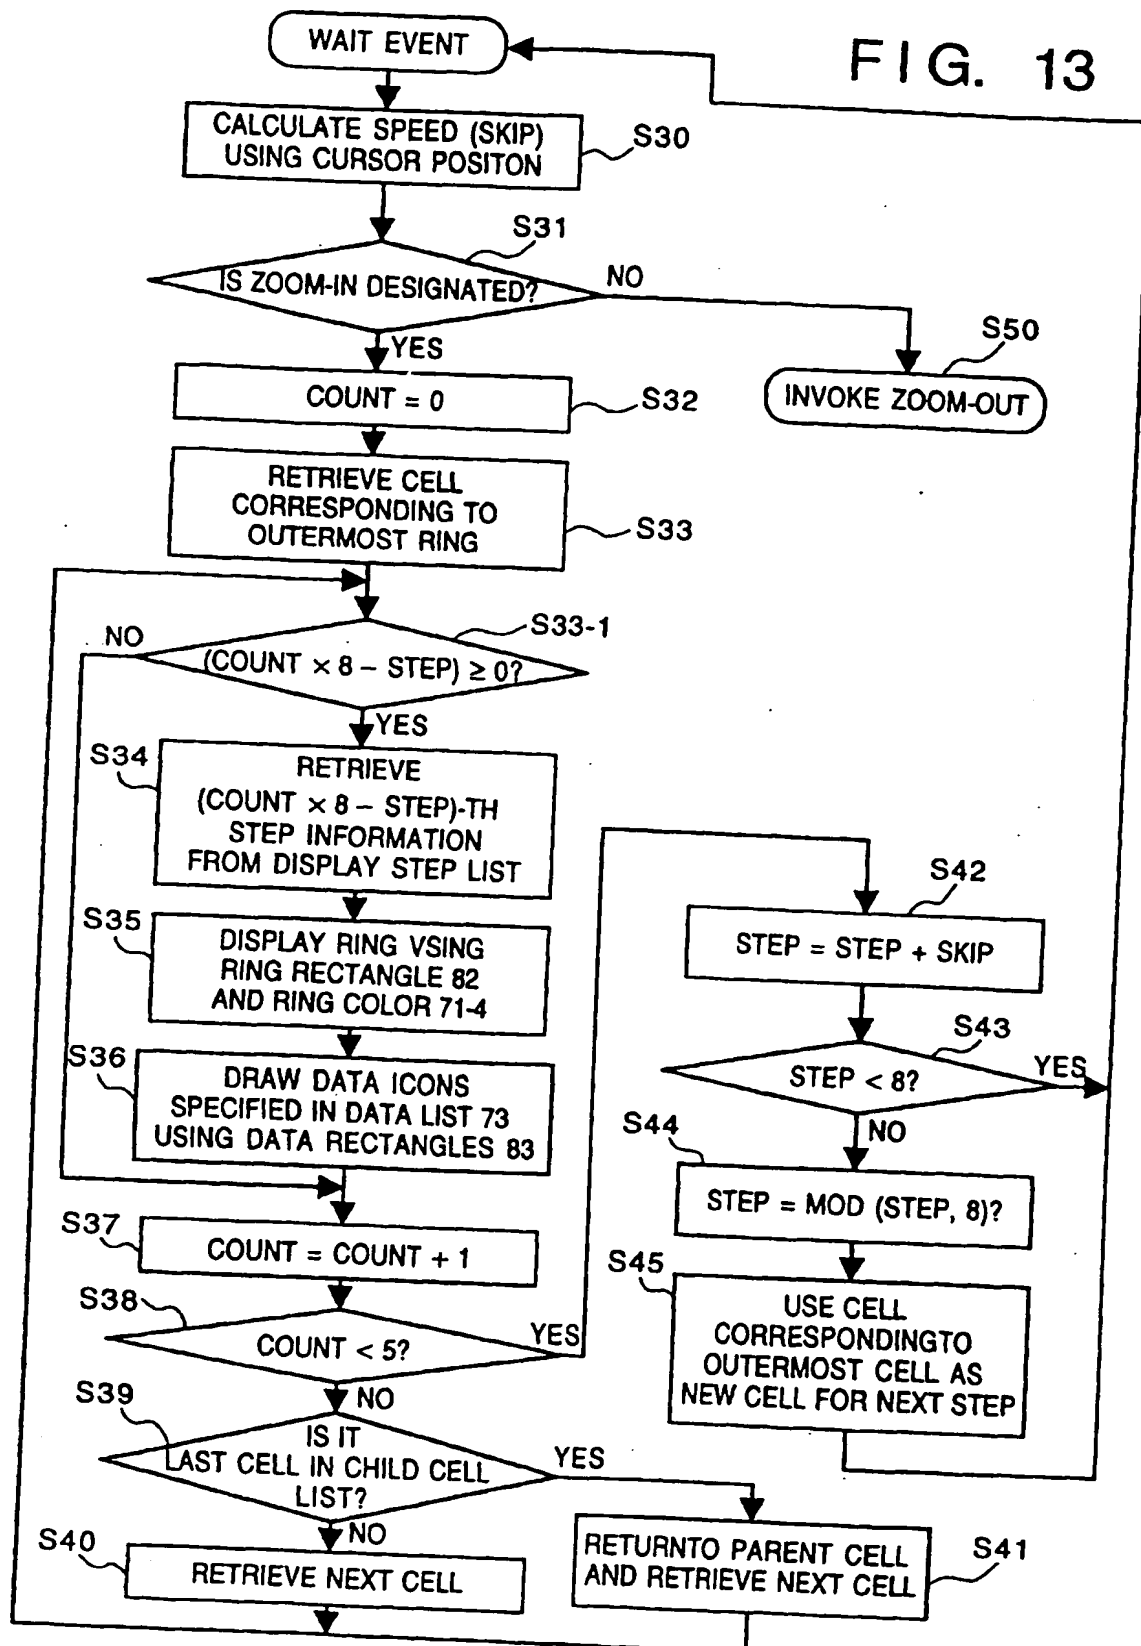 FIG. 13
WAIT EVENT
CALCULATE SPEED (SKIP)
USING CURSOR POSITON
S30
S31
IS ZOOM-IN DESIGNATED?
NO
YES
S50
INVOKE ZOOM-OUT
COUNT = 0
S32
RETRIEVE CELL
CORRESPONDING TO
OUTERMOST RING
S33
S33-1
NO
(COUNT × 8 – STEP) ≥ 0?
YES
S34
RETRIEVE
(COUNT × 8 – STEP)-TH
STEP INFORMATION
FROM DISPLAY STEP LIST
S35
DISPLAY RING VSING
RING RECTANGLE 82
AND RING COLOR 71-4
S36
DRAW DATA ICONS
SPECIFIED IN DATA LIST 73
USING DATA RECTANGLES 83
S37
COUNT = COUNT + 1
S38
COUNT < 5?
YES
NO
S39
IS IT
LAST CELL IN CHILD CELL
LIST?
YES
NO
S40
RETRIEVE NEXT CELL
RETURNTO PARENT CELL
AND RETRIEVE NEXT CELL
S41
S42
STEP = STEP + SKIP
S43
STEP < 8?
YES
NO
S44
STEP = MOD (STEP, 8)?
S45
USE CELL
CORRESPONDINGTO
OUTERMOST CELL AS
NEW CELL FOR NEXT STEP